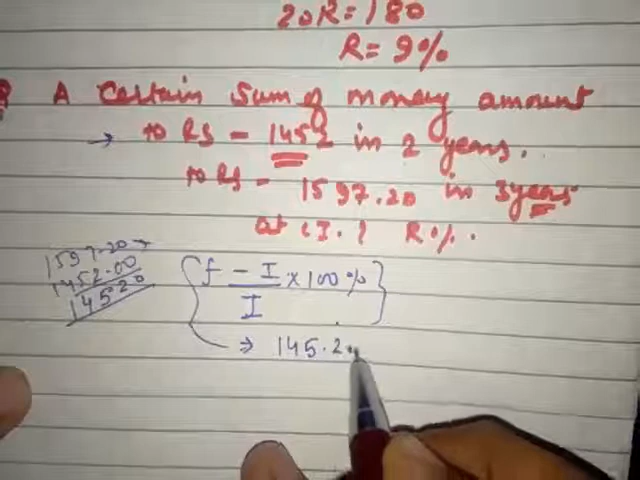 20R = 180
R = 9%
A Certain Sum of money amount
→ to RS - 1452 in 2 years.
to Rs - 1597.20 in 3 years
at C.I. ? R%.
1597.20 →
1452.00
145 20
f - I × 100%
I
⇒ 145.2